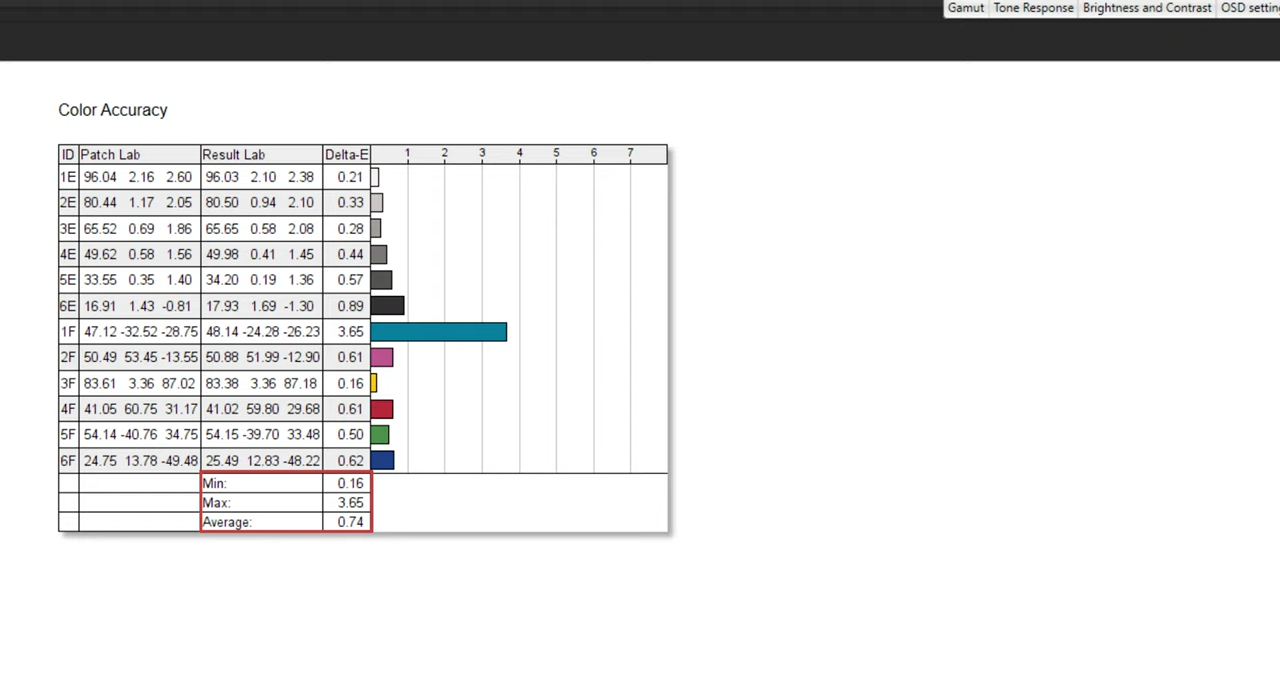 Gamut Tone Response Brightness and Contrast OSD settin
Color Accuracy
ID Patch Lab Result Lab Delta-E 1 2 3 4 5 6 7
1E 96.04 2.16 2.60 96.03 2.10 2.38 0.21
2E 80.44 1.17 2.05 80.50 0.94 2.10 0.33
3E 65.52 0.69 1.86 65.65 0.58 2.08 0.28
4E 49.62 0.58 1.56 49.98 0.41 1.45 0.44
5E 33.55 0.35 1.40 34.20 0.19 1.36 0.57
6E 16.91 1.43 -0.81 17.93 1.69 -1.30 0.89
1F 47.12 -32.52 -28.75 48.14 -24.28 -26.23 3.65
2F 50.49 53.45 -13.55 50.88 51.99 -12.90 0.61
3F 83.61 3.36 87.02 83.38 3.36 87.18 0.16
4F 41.05 60.75 31.17 41.02 59.80 29.68 0.61
5F 54.14 -40.76 34.75 54.15 -39.70 33.48 0.50
6F 24.75 13.78 -49.48 25.49 12.83 -48.22 0.62
Min: 0.16
Max: 3.65
Average: 0.74